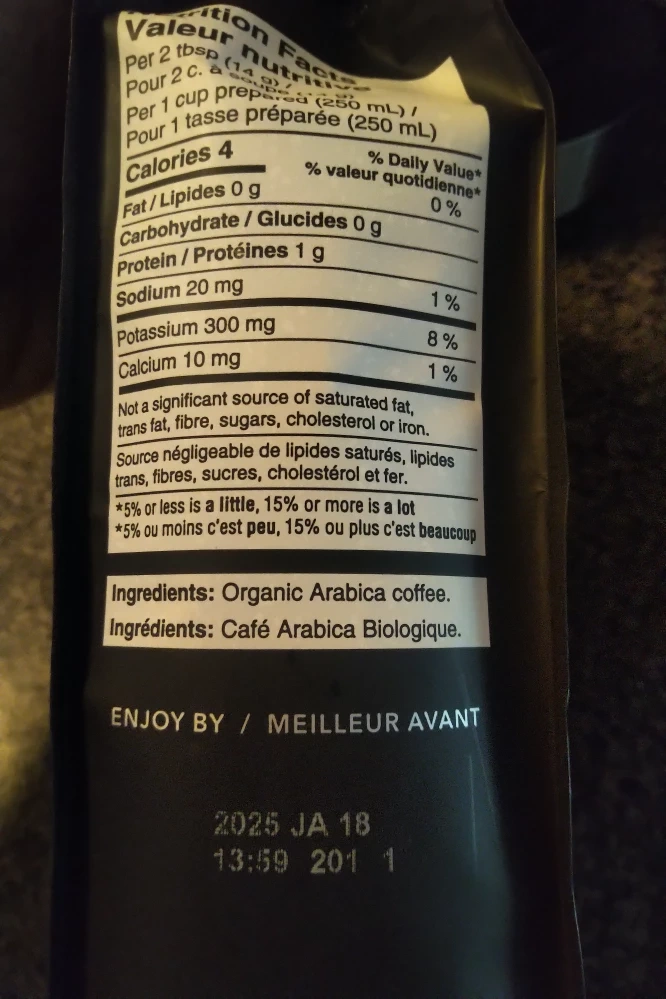 Nutrition Facts
Valeur nutritive
Per 2 tbsp (14 g) /
Pour 2 c. à soupe (14 g)
Per 1 cup prepared (250 mL) /
Pour 1 tasse préparée (250 mL)
Calories 4
% Daily Value*
% valeur quotidienne*
Fat / Lipides 0 g 0 %
Carbohydrate / Glucides 0 g
Protein / Protéines 1 g
Sodium 20 mg 1 %
Potassium 300 mg 8 %
Calcium 10 mg 1 %
Not a significant source of saturated fat,
trans fat, fibre, sugars, cholesterol or iron.
Source négligeable de lipides saturés, lipides
trans, fibres, sucres, cholestérol et fer.
*5% or less is a little, 15% or more is a lot
*5% ou moins c'est peu, 15% ou plus c'est beaucoup
Ingredients: Organic Arabica coffee.
Ingrédients: Café Arabica Biologique.
ENJOY BY / MEILLEUR AVANT
2025 JA 18
13:59 201 1